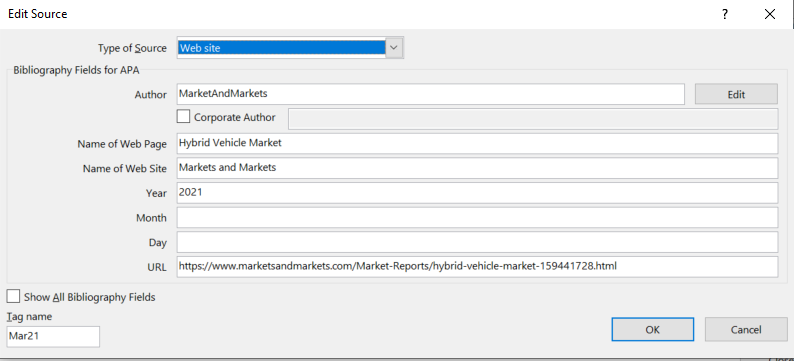 Edit Source
?
Type of Source Web site
Bibliography Fields for APA
Author MarketAndMarkets Edit
Corporate Author
Name of Web Page Hybrid Vehicle Market
Name of Web Site Markets and Markets
Year 2021
Month
Day
URL https://www.marketsandmarkets.com/Market-Reports/hybrid-vehicle-market-159441728.html
Show All Bibliography Fields
Tag name
Mar21
OK Cancel
Close